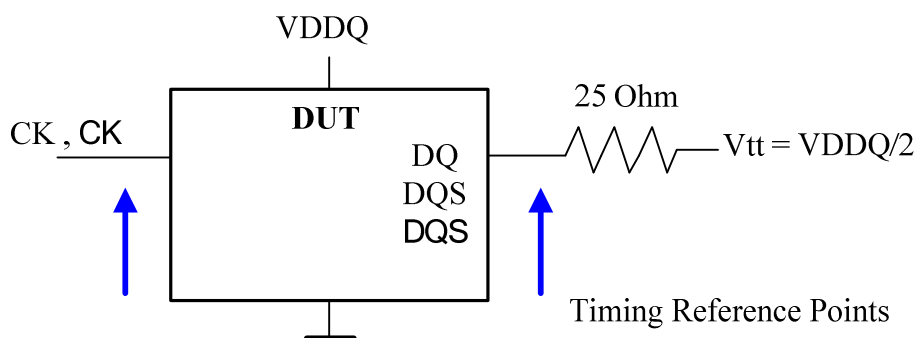 VDDQ
DUT
25 Ohm
CK , CK
DQ
Vtt = VDDQ/2
DQS
DQS
Timing Reference Points